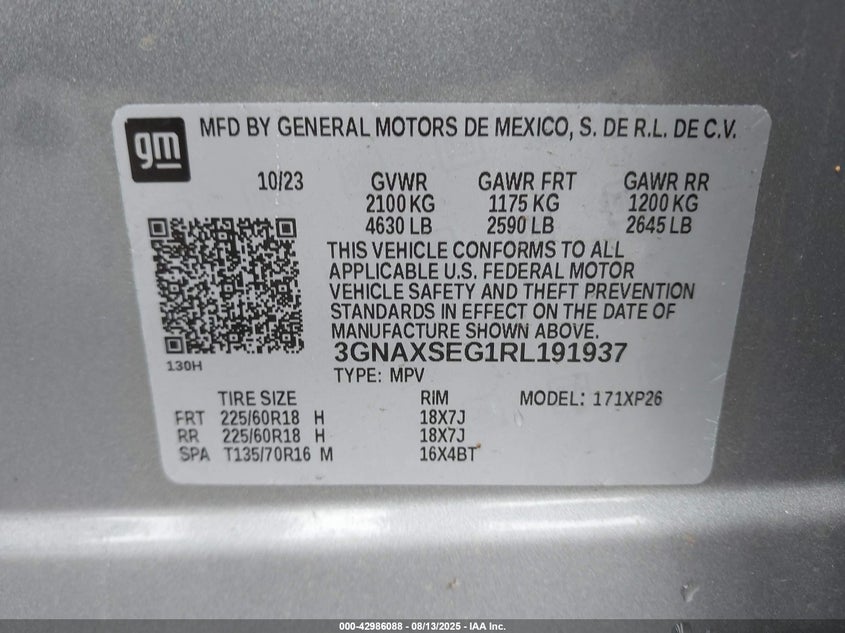 gm
MFD BY GENERAL MOTORS DE MEXICO, S. DE R.L. DE C.V.
10/23 GVWR GAWR FRT GAWR RR
2100 KG 1175 KG 1200 KG
4630 LB 2590 LB 2645 LB
THIS VEHICLE CONFORMS TO ALL
APPLICABLE U.S. FEDERAL MOTOR
VEHICLE SAFETY AND THEFT PREVENTION
STANDARDS IN EFFECT ON THE DATE OF
MANUFACTURE SHOWN ABOVE.
3GNAXSEG1RL191937
130H
TYPE: MPV
TIRE SIZE RIM MODEL: 171XP26
FRT 225/60R18 H 18X7J
RR 225/60R18 H 18X7J
SPA T135/70R16 M 16X4BT
000-42986088 - 08/13/2025 - IAA Inc.